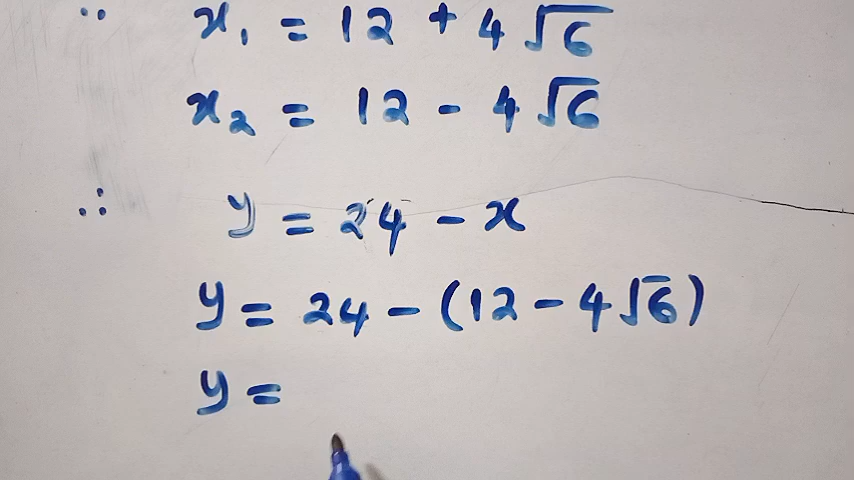 ∵ x₁ = 12 + 4√6
x₂ = 12 - 4√6
∴ y = 24 - x
y = 24 - (12 - 4√6)
y =